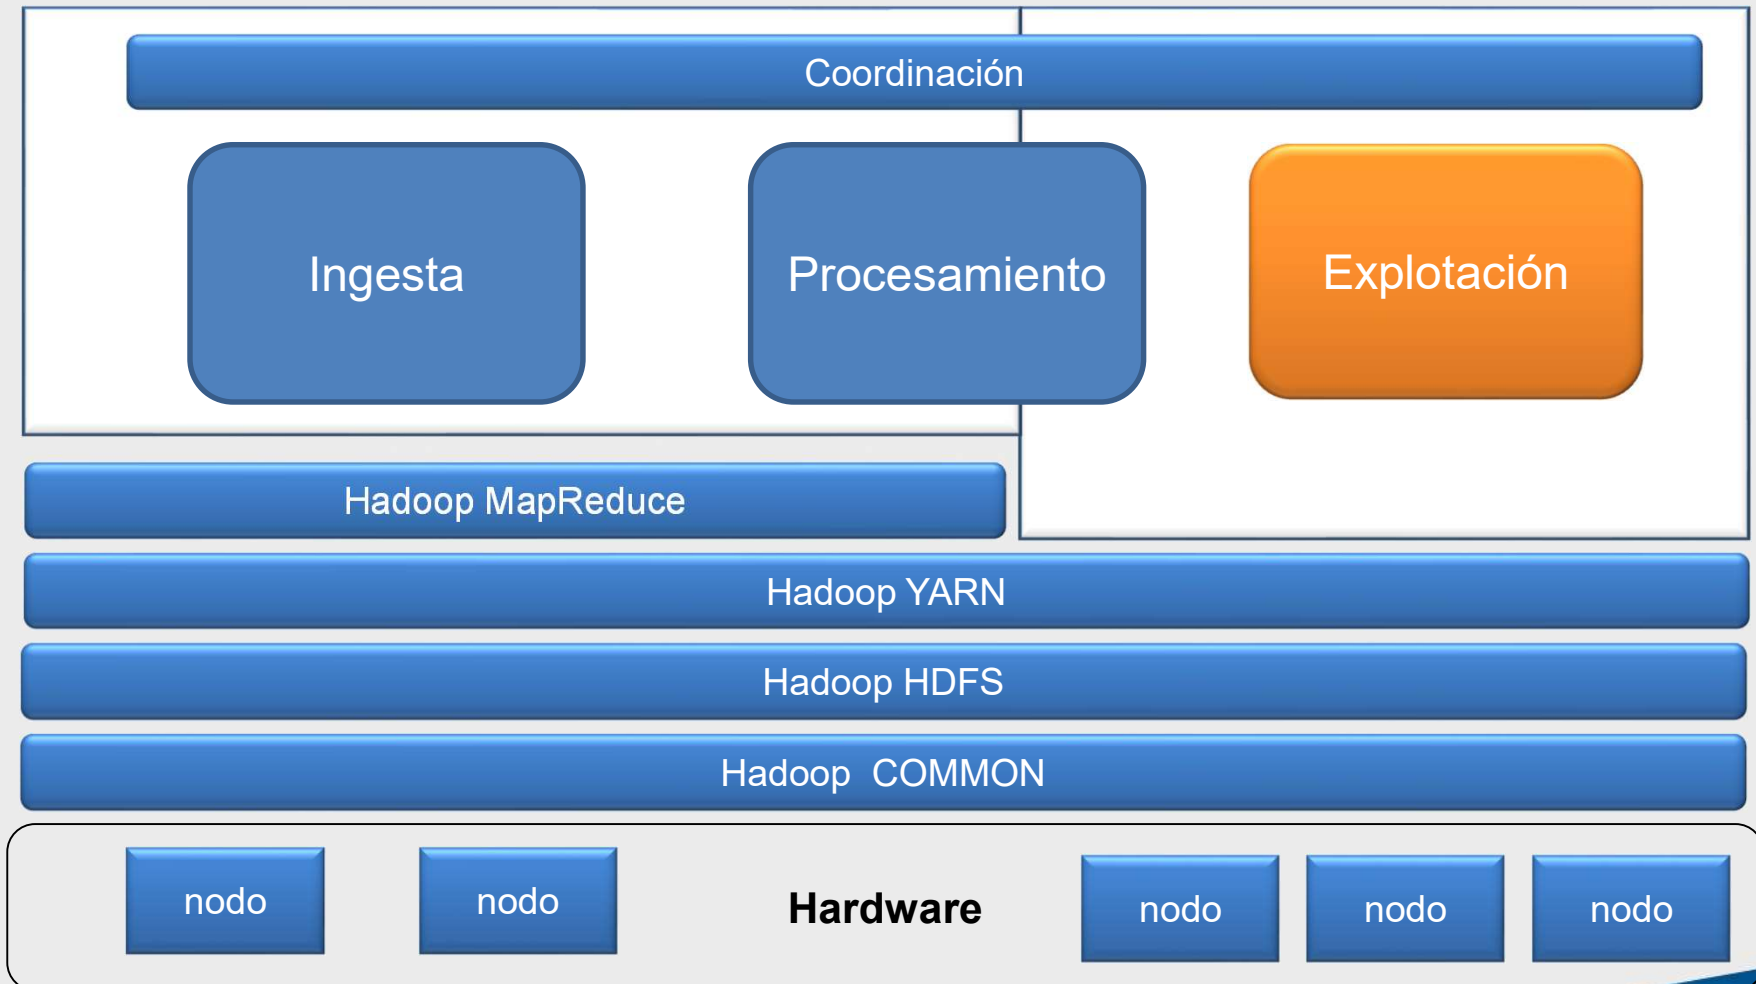 Coordinación
Ingesta
Procesamiento
Explotación
Hadoop MapReduce
Hadoop YARN
Hadoop HDFS
Hadoop  COMMON
nodo
nodo
Hardware
nodo
nodo
nodo